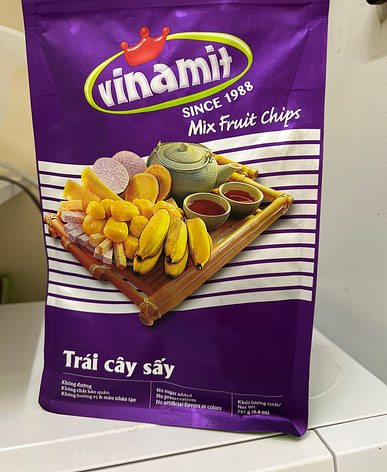 vinamit
SINCE 1988
Mix Fruit Chips
Trái cây sấy
Không đường
Không chất bảo quản
Không hương vị & màu nhân tạo
No sugar added
No preservatives
No artificial flavors or colors
Khối lượng tịnh/
Net Wt:
250 g (8.8 oz)